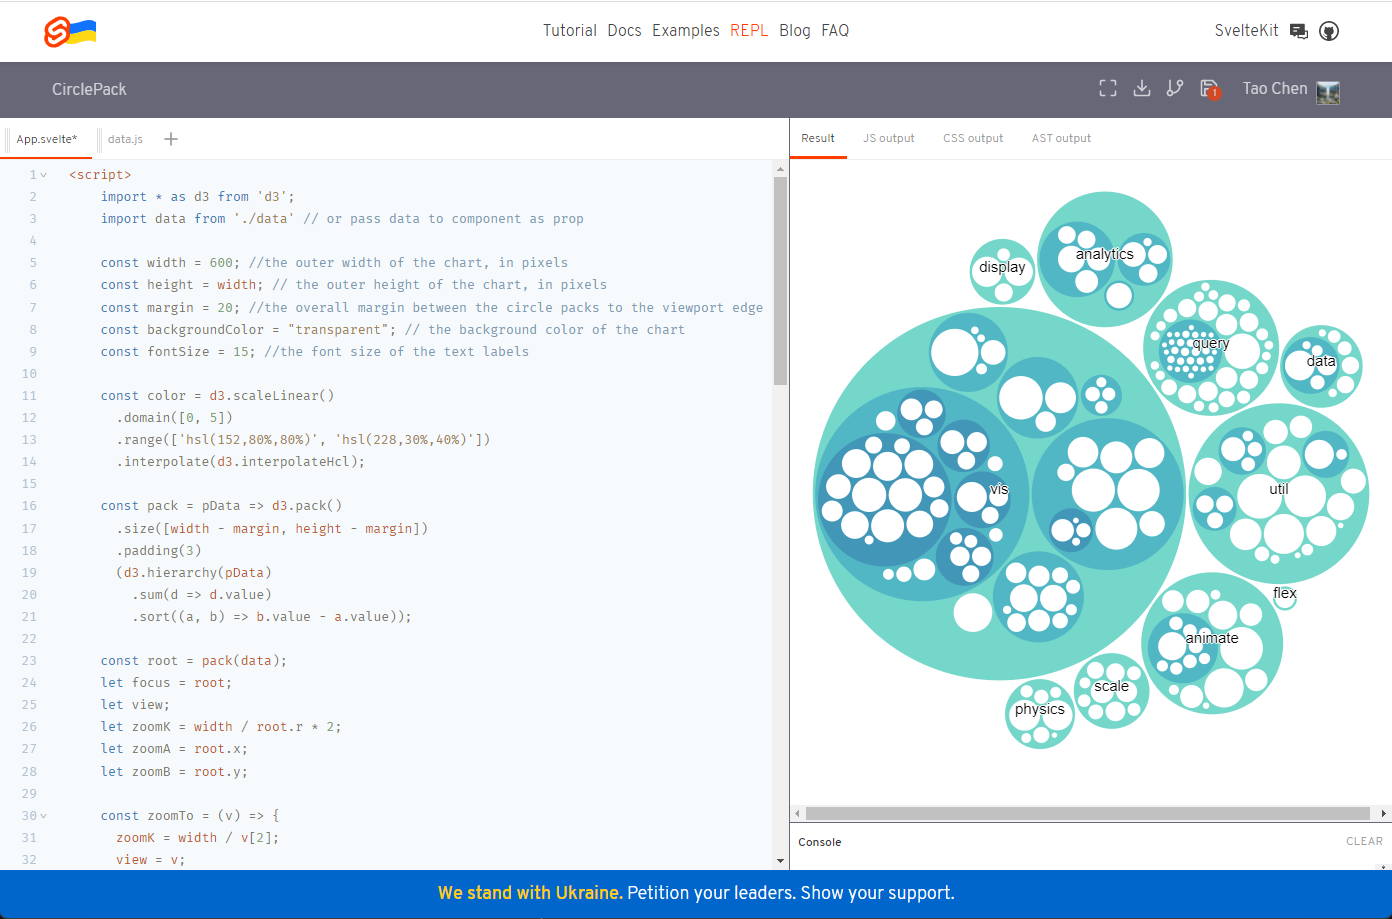 Tutorial Docs Examples REPL Blog FAQ SvelteKit
CirclePack 1 Tao Chen
App.svelte* data.js +
Result JS output CSS output AST output
1 <script>
2 import * as d3 from 'd3';
3 import data from './data' // or pass data to component as prop
4
5 const width = 600; //the outer width of the chart, in pixels
6 const height = width; // the outer height of the chart, in pixels
7 const margin = 20; //the overall margin between the circle packs to the viewport edge
8 const backgroundColor = "transparent"; // the background color of the chart
9 const fontSize = 15; //the font size of the text labels
10
11 const color = d3.scaleLinear()
12 .domain([0, 5])
13 .range(['hsl(152,80%,80%)', 'hsl(228,30%,40%)'])
14 .interpolate(d3.interpolateHcl);
15
16 const pack = pData => d3.pack()
17 .size([width - margin, height - margin])
18 .padding(3)
19 (d3.hierarchy(pData)
20 .sum(d => d.value)
21 .sort((a, b) => b.value - a.value));
22
23 const root = pack(data);
24 let focus = root;
25 let view;
26 let zoomK = width / root.r * 2;
27 let zoomA = root.x;
28 let zoomB = root.y;
29
30 const zoomTo = (v) => {
31 zoomK = width / v[2];
32 view = v;
analytics
display
query
data
vis
util
flex
animate
scale
physics
Console CLEAR
We stand with Ukraine. Petition your leaders. Show your support.